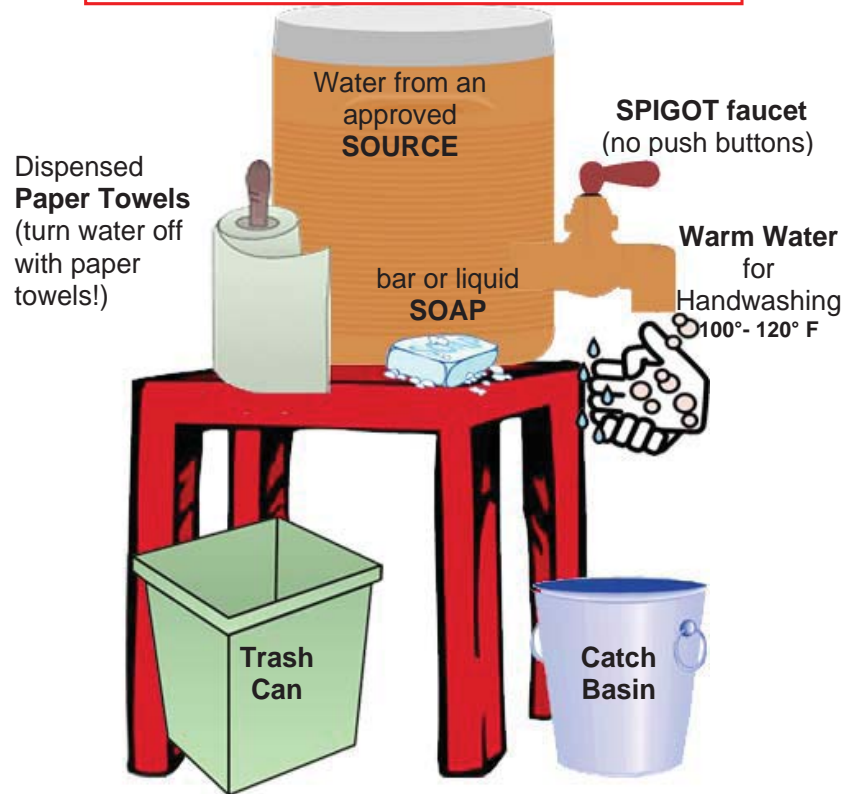 Water from an
approved
SOURCE
SPIGOT faucet
(no push buttons)
Dispensed
Paper Towels
(turn water off
with paper
towels!)
Warm Water
for
Handwashing
100°- 120° F
bar or liquid
SOAP
Trash
Can
Catch
Basin